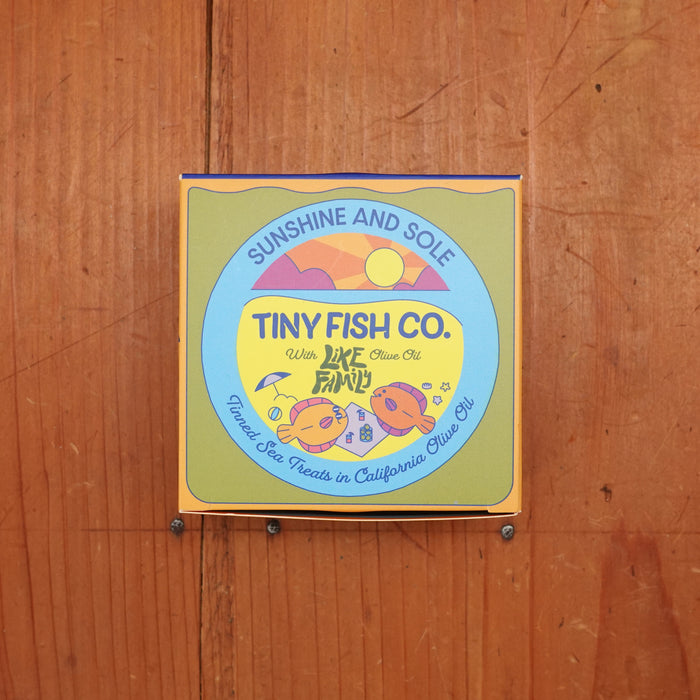 SUNSHINE AND SOLE
TINY FISH CO.
With LIKE FAMILY Olive Oil
Tinned Sea Treats in California Olive Oil